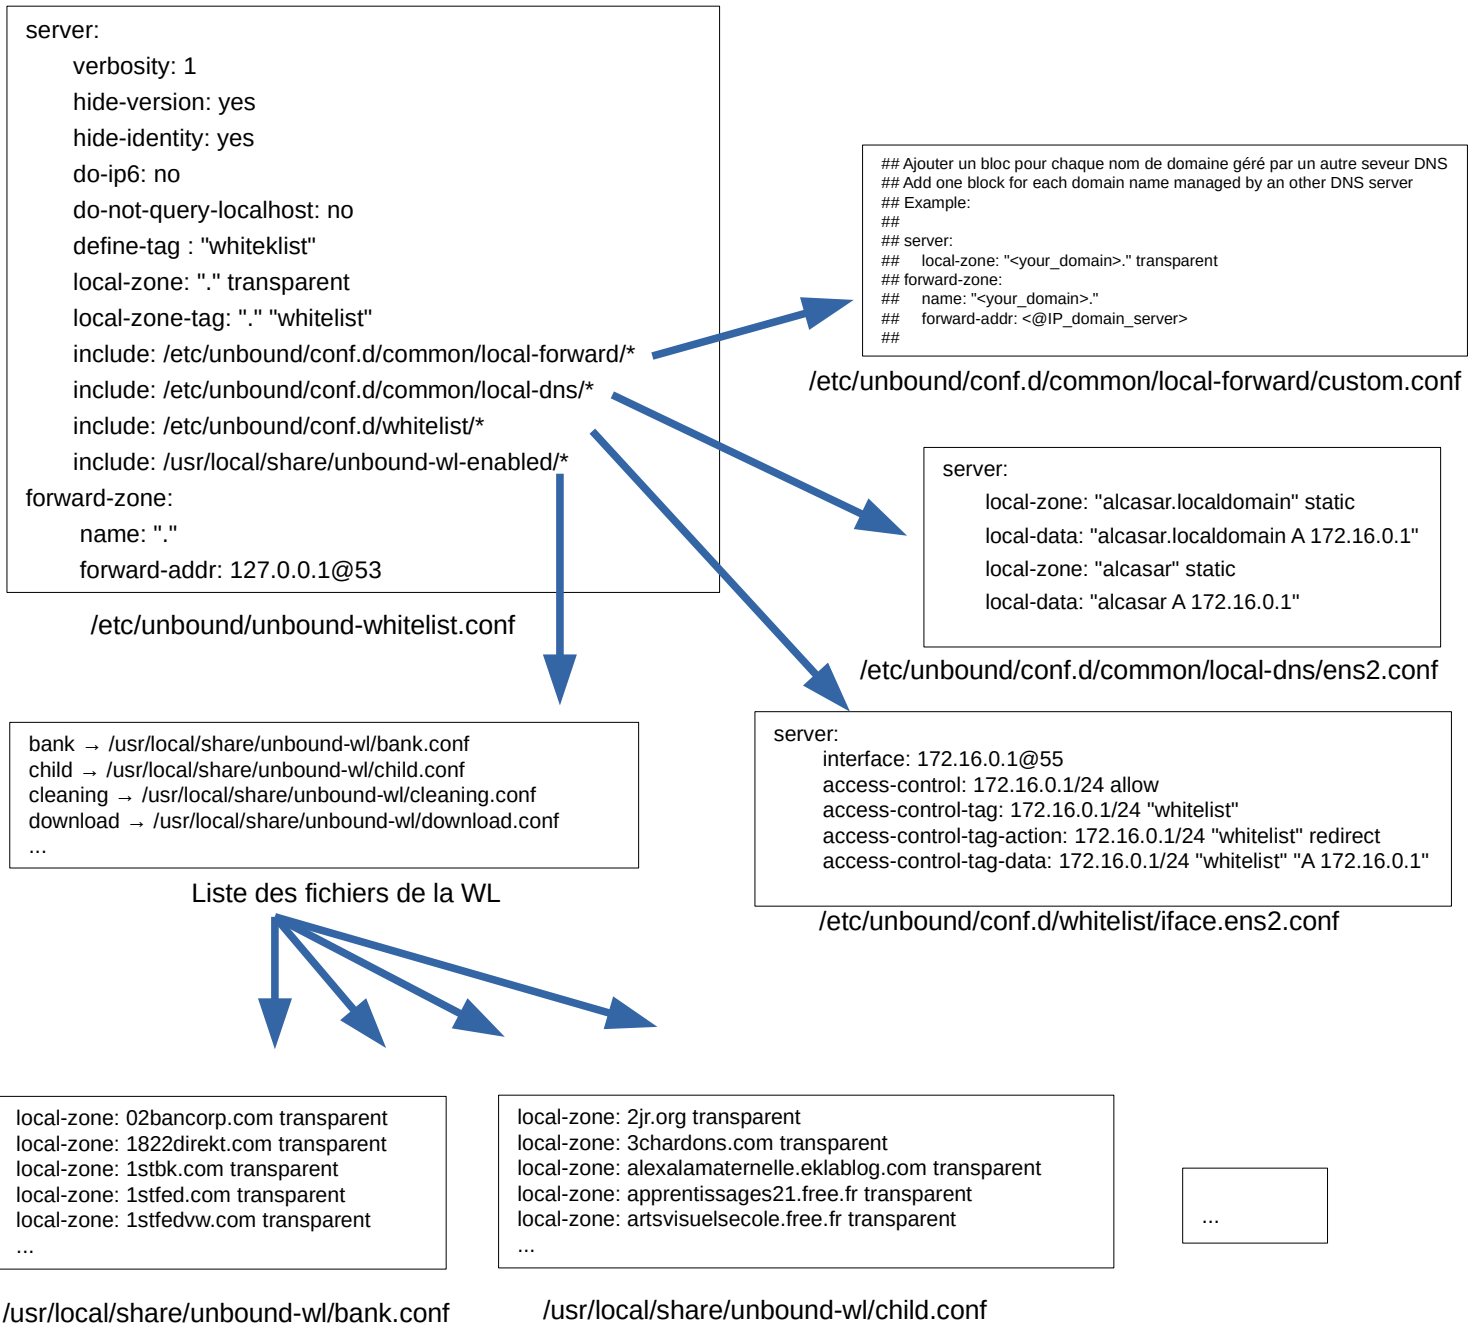 server:
verbosity: 1
hide-version: yes
hide-identity: yes
do-ip6: no
do-not-query-localhost: no
define-tag : "whiteklist"
local-zone: "." transparent
local-zone-tag: "." "whitelist"
include: /etc/unbound/conf.d/common/local-forward/*
include: /etc/unbound/conf.d/common/local-dns/*
include: /etc/unbound/conf.d/whitelist/*
include: /usr/local/share/unbound-wl-enabled/*
forward-zone:
name: "."
forward-addr: 127.0.0.1@53
/etc/unbound/unbound-whitelist.conf
## Ajouter un bloc pour chaque nom de domaine géré par un autre seveur DNS
## Add one block for each domain name managed by an other DNS server
## Example:
##
## server:
## local-zone: "<your_domain>." transparent
## forward-zone:
## name: "<your_domain>."
## forward-addr: <@IP_domain_server>
##
/etc/unbound/conf.d/common/local-forward/custom.conf
server:
local-zone: "alcasar.localdomain" static
local-data: "alcasar.localdomain A 172.16.0.1"
local-zone: "alcasar" static
local-data: "alcasar A 172.16.0.1"
/etc/unbound/conf.d/common/local-dns/ens2.conf
server:
interface: 172.16.0.1@55
access-control: 172.16.0.1/24 allow
access-control-tag: 172.16.0.1/24 "whitelist"
access-control-tag-action: 172.16.0.1/24 "whitelist" redirect
access-control-tag-data: 172.16.0.1/24 "whitelist" "A 172.16.0.1"
/etc/unbound/conf.d/whitelist/iface.ens2.conf
bank → /usr/local/share/unbound-wl/bank.conf
child → /usr/local/share/unbound-wl/child.conf
cleaning → /usr/local/share/unbound-wl/cleaning.conf
download → /usr/local/share/unbound-wl/download.conf
...
Liste des fichiers de la WL
local-zone: 02bancorp.com transparent
local-zone: 1822direkt.com transparent
local-zone: 1stbk.com transparent
local-zone: 1stfed.com transparent
local-zone: 1stfedvw.com transparent
...
/usr/local/share/unbound-wl/bank.conf
local-zone: 2jr.org transparent
local-zone: 3chardons.com transparent
local-zone: alexalamaternelle.eklablog.com transparent
local-zone: apprentissages21.free.fr transparent
local-zone: artsvisuelsecole.free.fr transparent
...
/usr/local/share/unbound-wl/child.conf
...